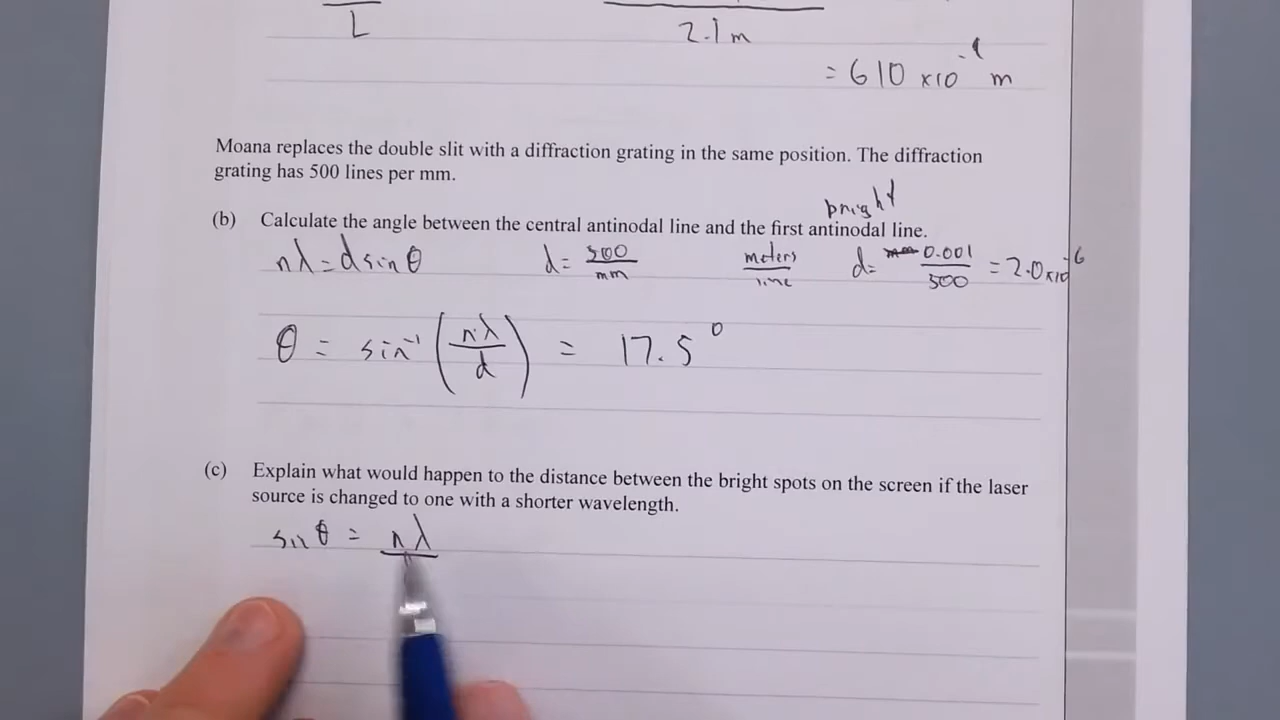 L
2.1 m
= 610 x10⁻⁹ m
Moana replaces the double slit with a diffraction grating in the same position. The diffraction
grating has 500 lines per mm.
bright
(b) Calculate the angle between the central antinodal line and the first antinodal line.
nλ = d sin θ d = 500/mm meters/line d = 0.001/500 = 2.0x10⁻⁶
θ = sin⁻¹ (nλ/d) = 17.5°
(c) Explain what would happen to the distance between the bright spots on the screen if the laser
source is changed to one with a shorter wavelength.
sin θ = nλ